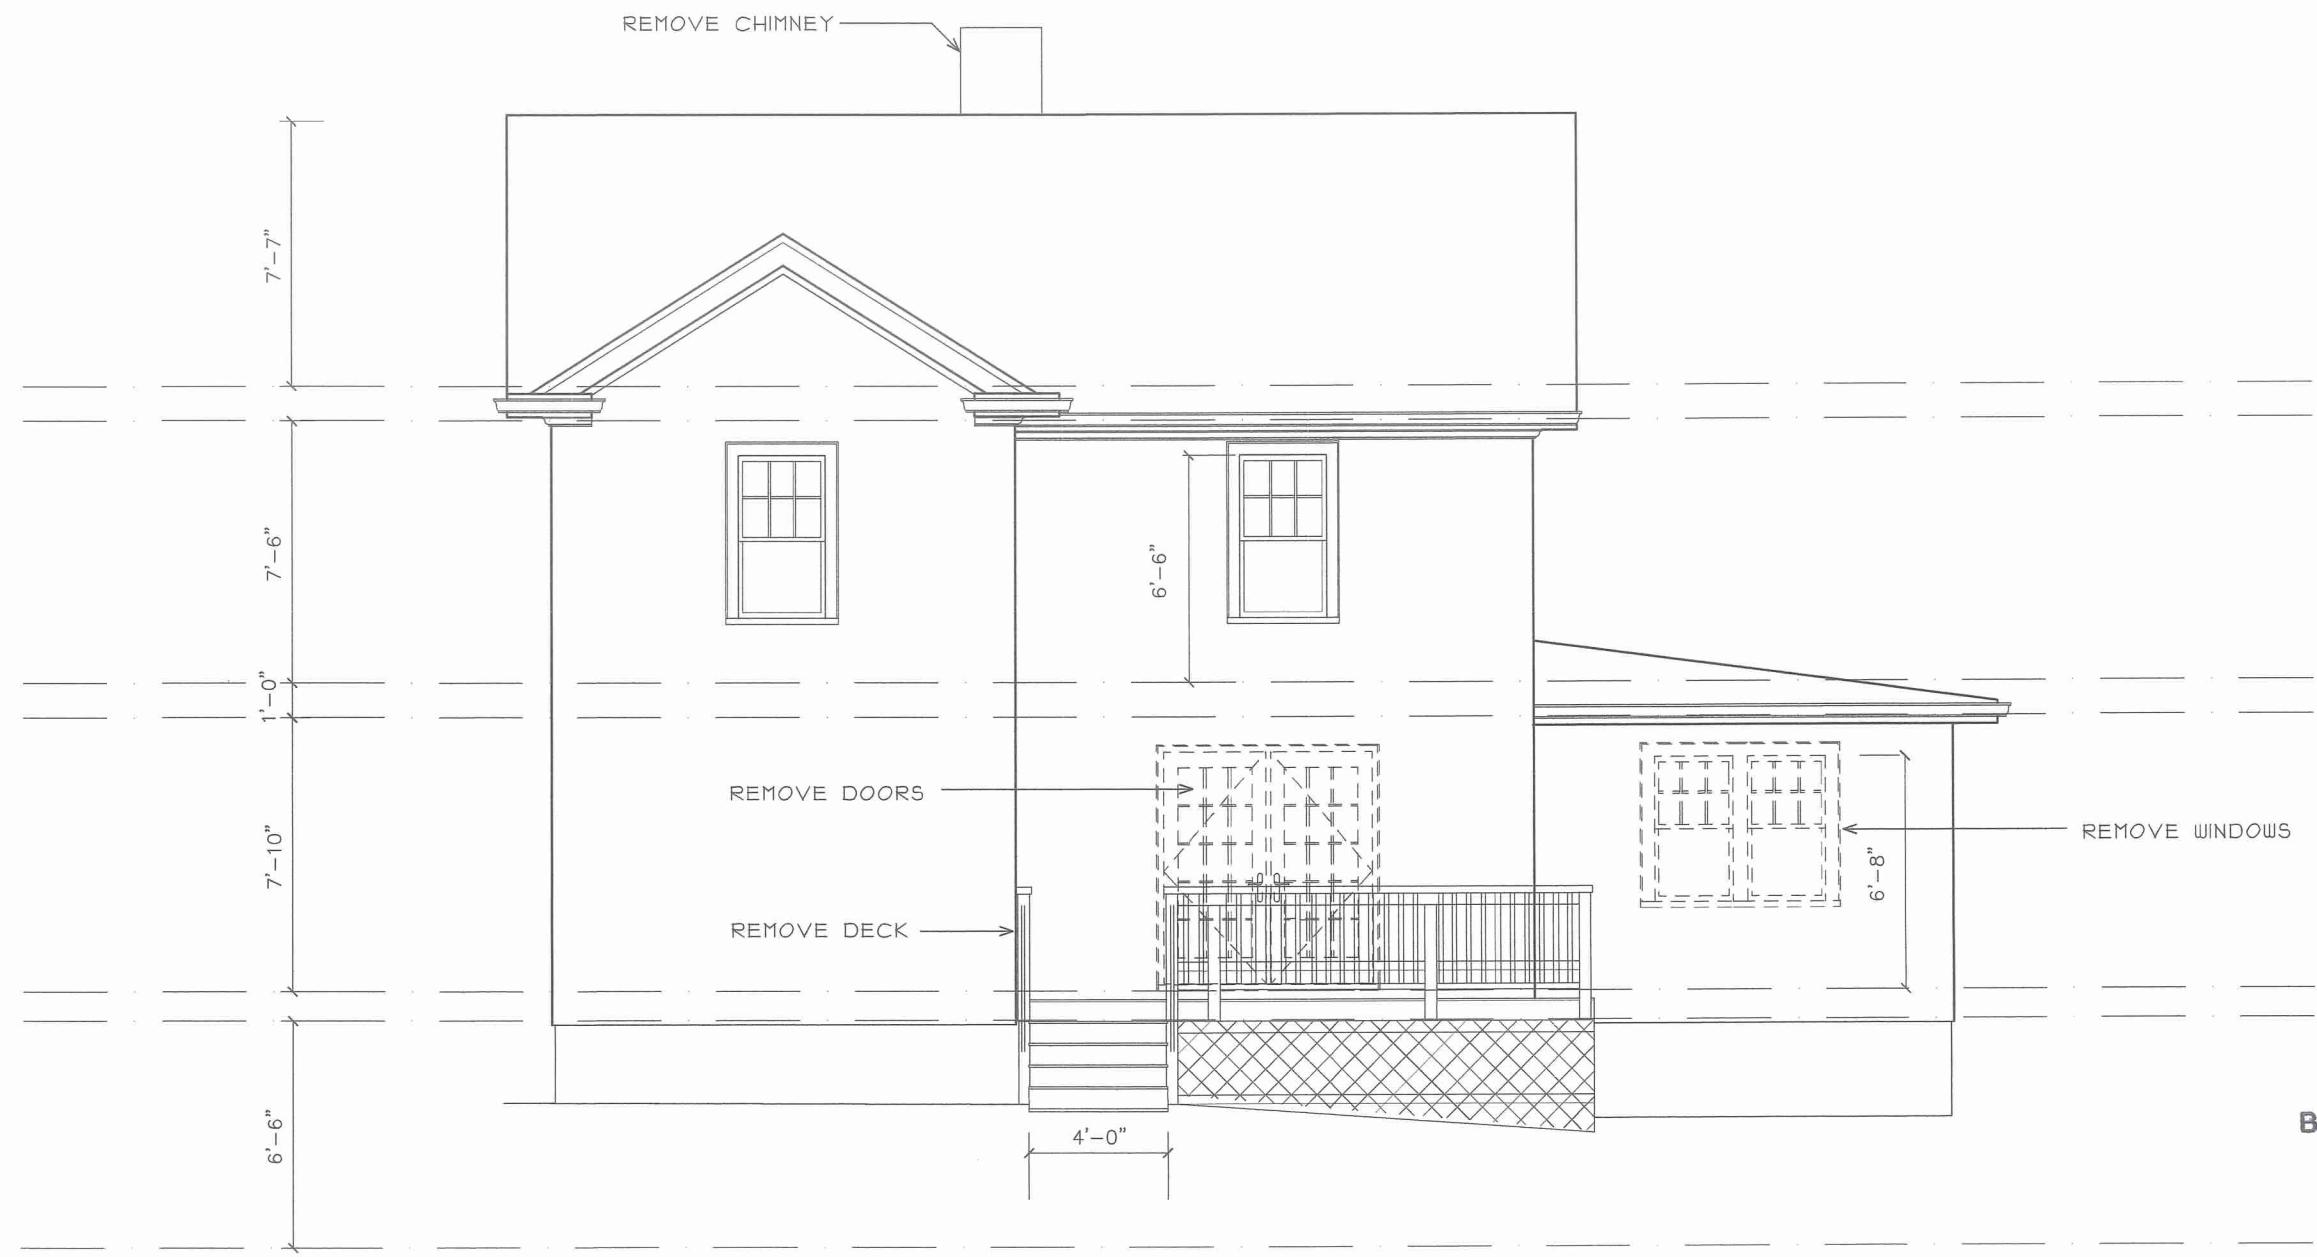 REMOVE CHIMNEY
7'-7"
7'-6"
6'-6"
1'-0"
REMOVE DOORS
REMOVE WINDOWS
7'-10"
6'-8"
REMOVE DECK
B
6'-6"
4'-0"